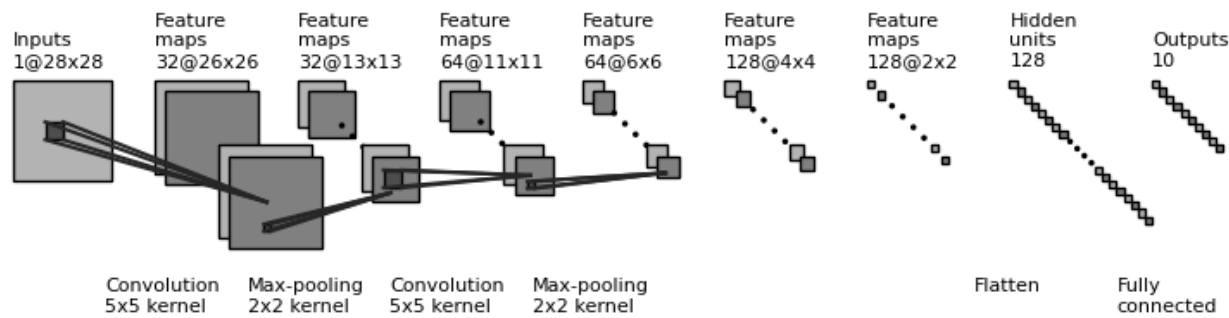 Inputs
1@28x28
Feature
maps
32@26x26
Feature
maps
32@13x13
Feature
maps
64@11x11
Feature
maps
64@6x6
Feature
maps
128@4x4
Feature
maps
128@2x2
Hidden
units
128
Outputs
10
Convolution
5x5 kernel
Max-pooling
2x2 kernel
Convolution
5x5 kernel
Max-pooling
2x2 kernel
Flatten
Fully
connected